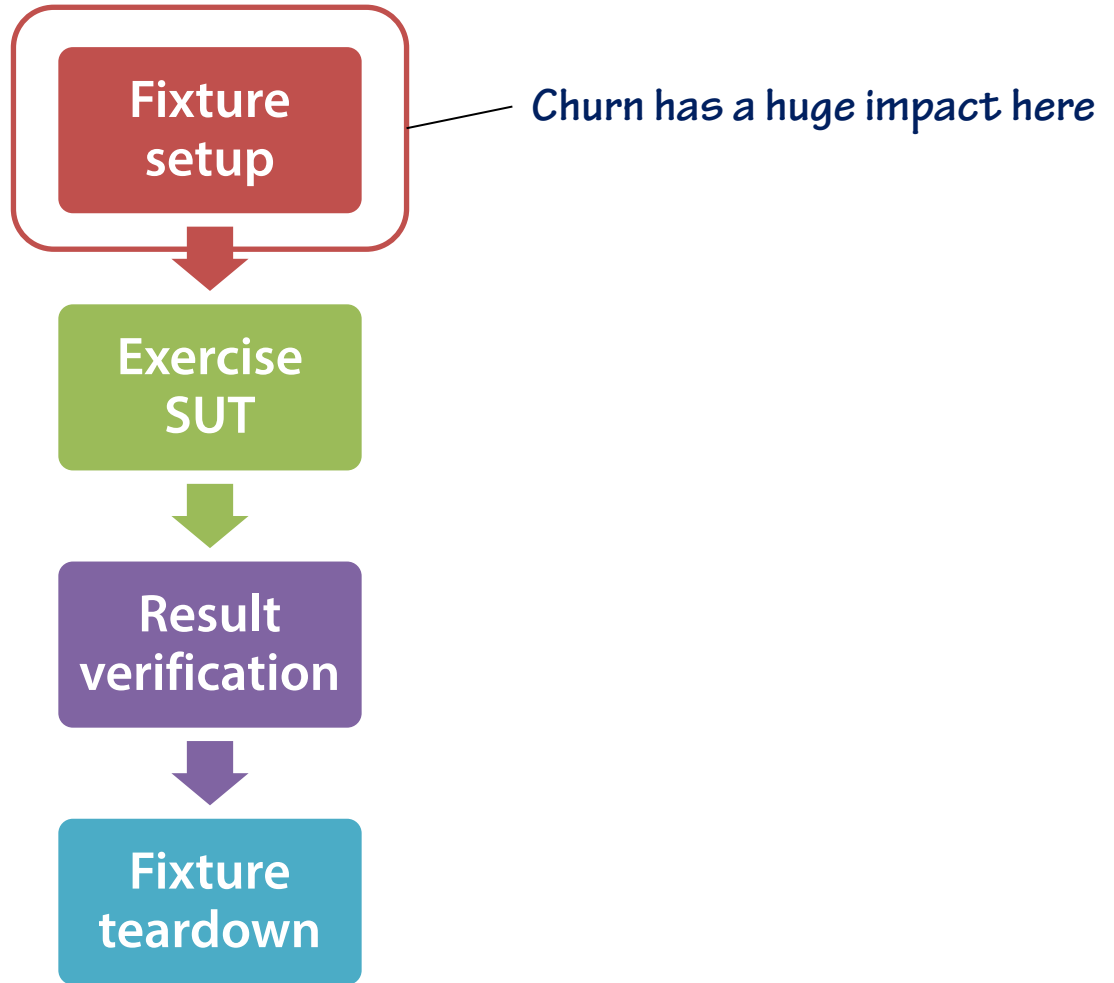 Fixture
setup
Churn has a huge impact here
Exercise
SUT
Result
verification
Fixture
teardown